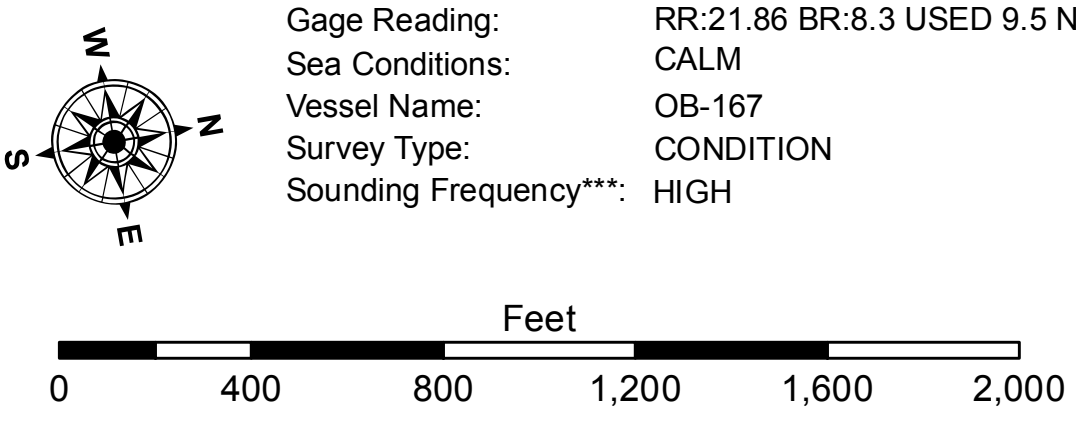 Gage Reading: RR:21.86 BR:8.3 USED 9.5 N
Sea Conditions: CALM
Vessel Name: OB-167
Survey Type: CONDITION
Sounding Frequency***: HIGH
W
N
S
E
Feet
0 400 800 1,200 1,600 2,000